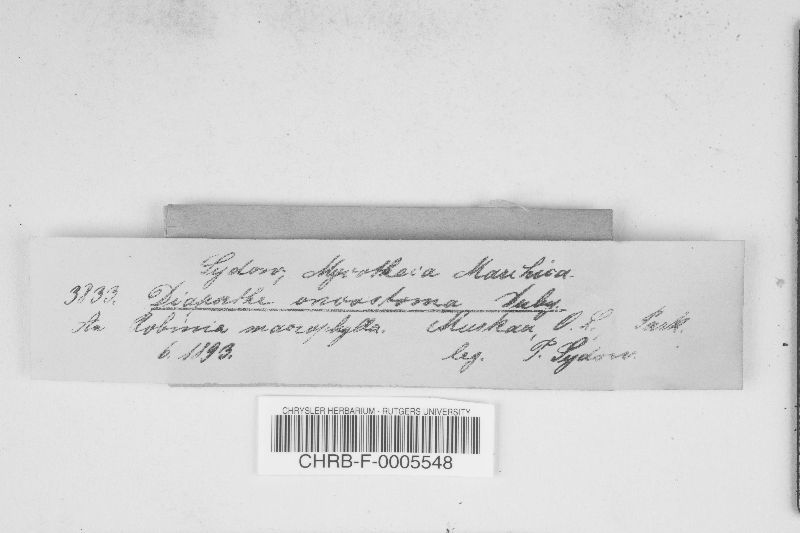 Sydow, Mycotheca Marchica.
3833. Diaporthe oncostoma Duby.
An Robinia macrophylla. Muskau, O. L. Park.
6. 1893. leg. P. Sydow.
CHRYSLER HERBARIUM - RUTGERS UNIVERSITY
CHRB-F-0005548